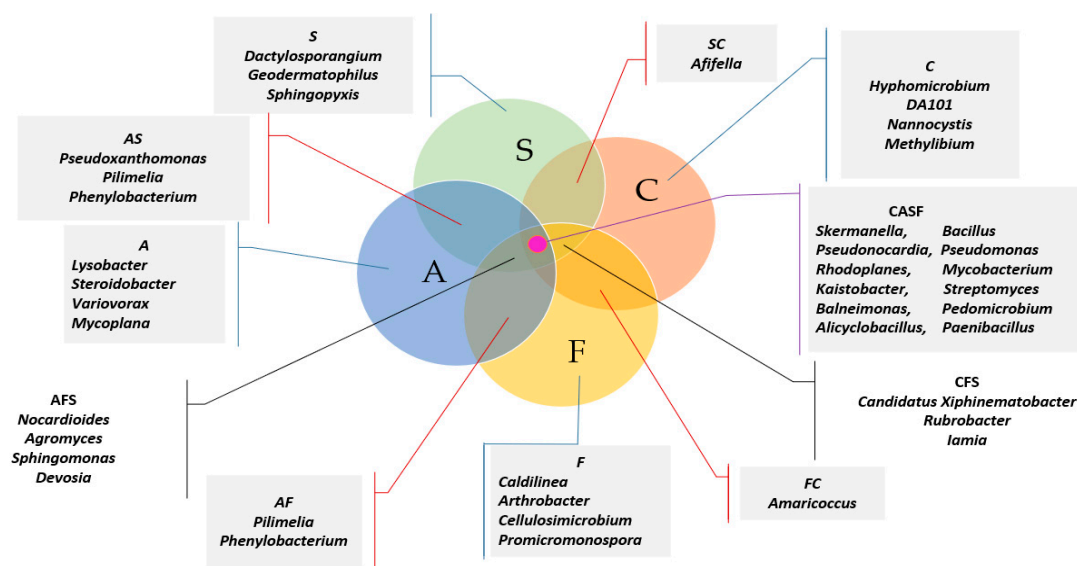 S
Dactylosporangium
Geodermatophilus
Sphingopyxis
SC
Afifella
C
Hyphomicrobium
DA101
Nannocystis
Methylibium
AS
Pseudoxanthomonas
Pilimelia
Phenylobacterium
S
C
A
F
A
Lysobacter
Steroidobacter
Variovorax
Mycoplana
CASF
Skermanella, Bacillus
Pseudonocardia, Pseudomonas
Rhodoplanes, Mycobacterium
Kaistobacter, Streptomyces
Balneimonas, Pedomicrobium
Alicyclobacillus, Paenibacillus
AFS
Nocardioides
Agromyces
Sphingomonas
Devosia
CFS
Candidatus Xiphinematobacter
Rubrobacter
Iamia
AF
Pilimelia
Phenylobacterium
F
Caldilinea
Arthrobacter
Cellulosimicrobium
Promicromonospora
FC
Amaricoccus